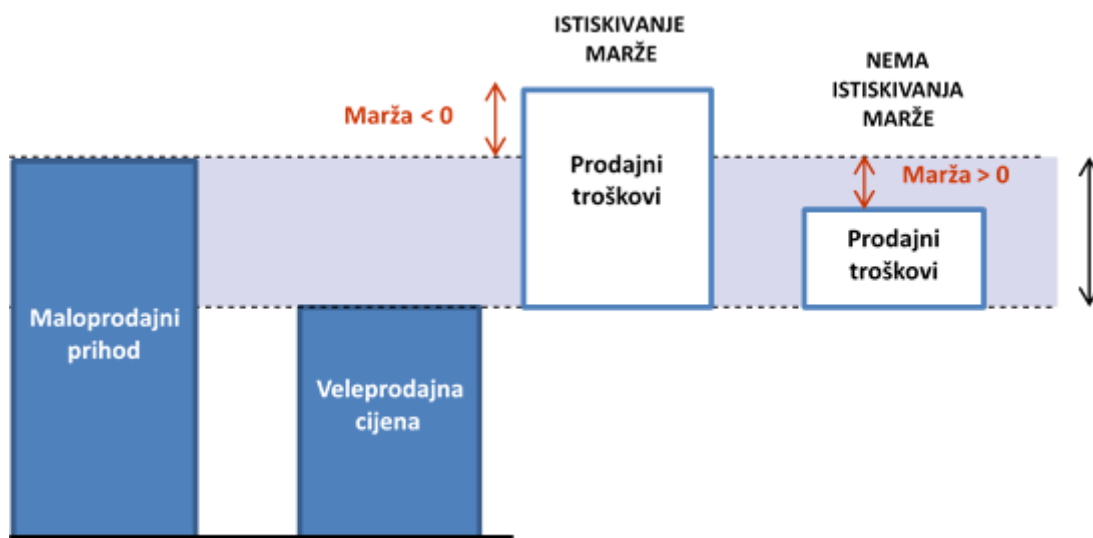 ISTISKIVANJE
MARŽE
NEMA
ISTISKIVANJA
MARŽE
Marža < 0
Prodajni
troškovi
Marža > 0
Prodajni
troškovi
Maloprodajni
prihod
Veleprodajna
cijena